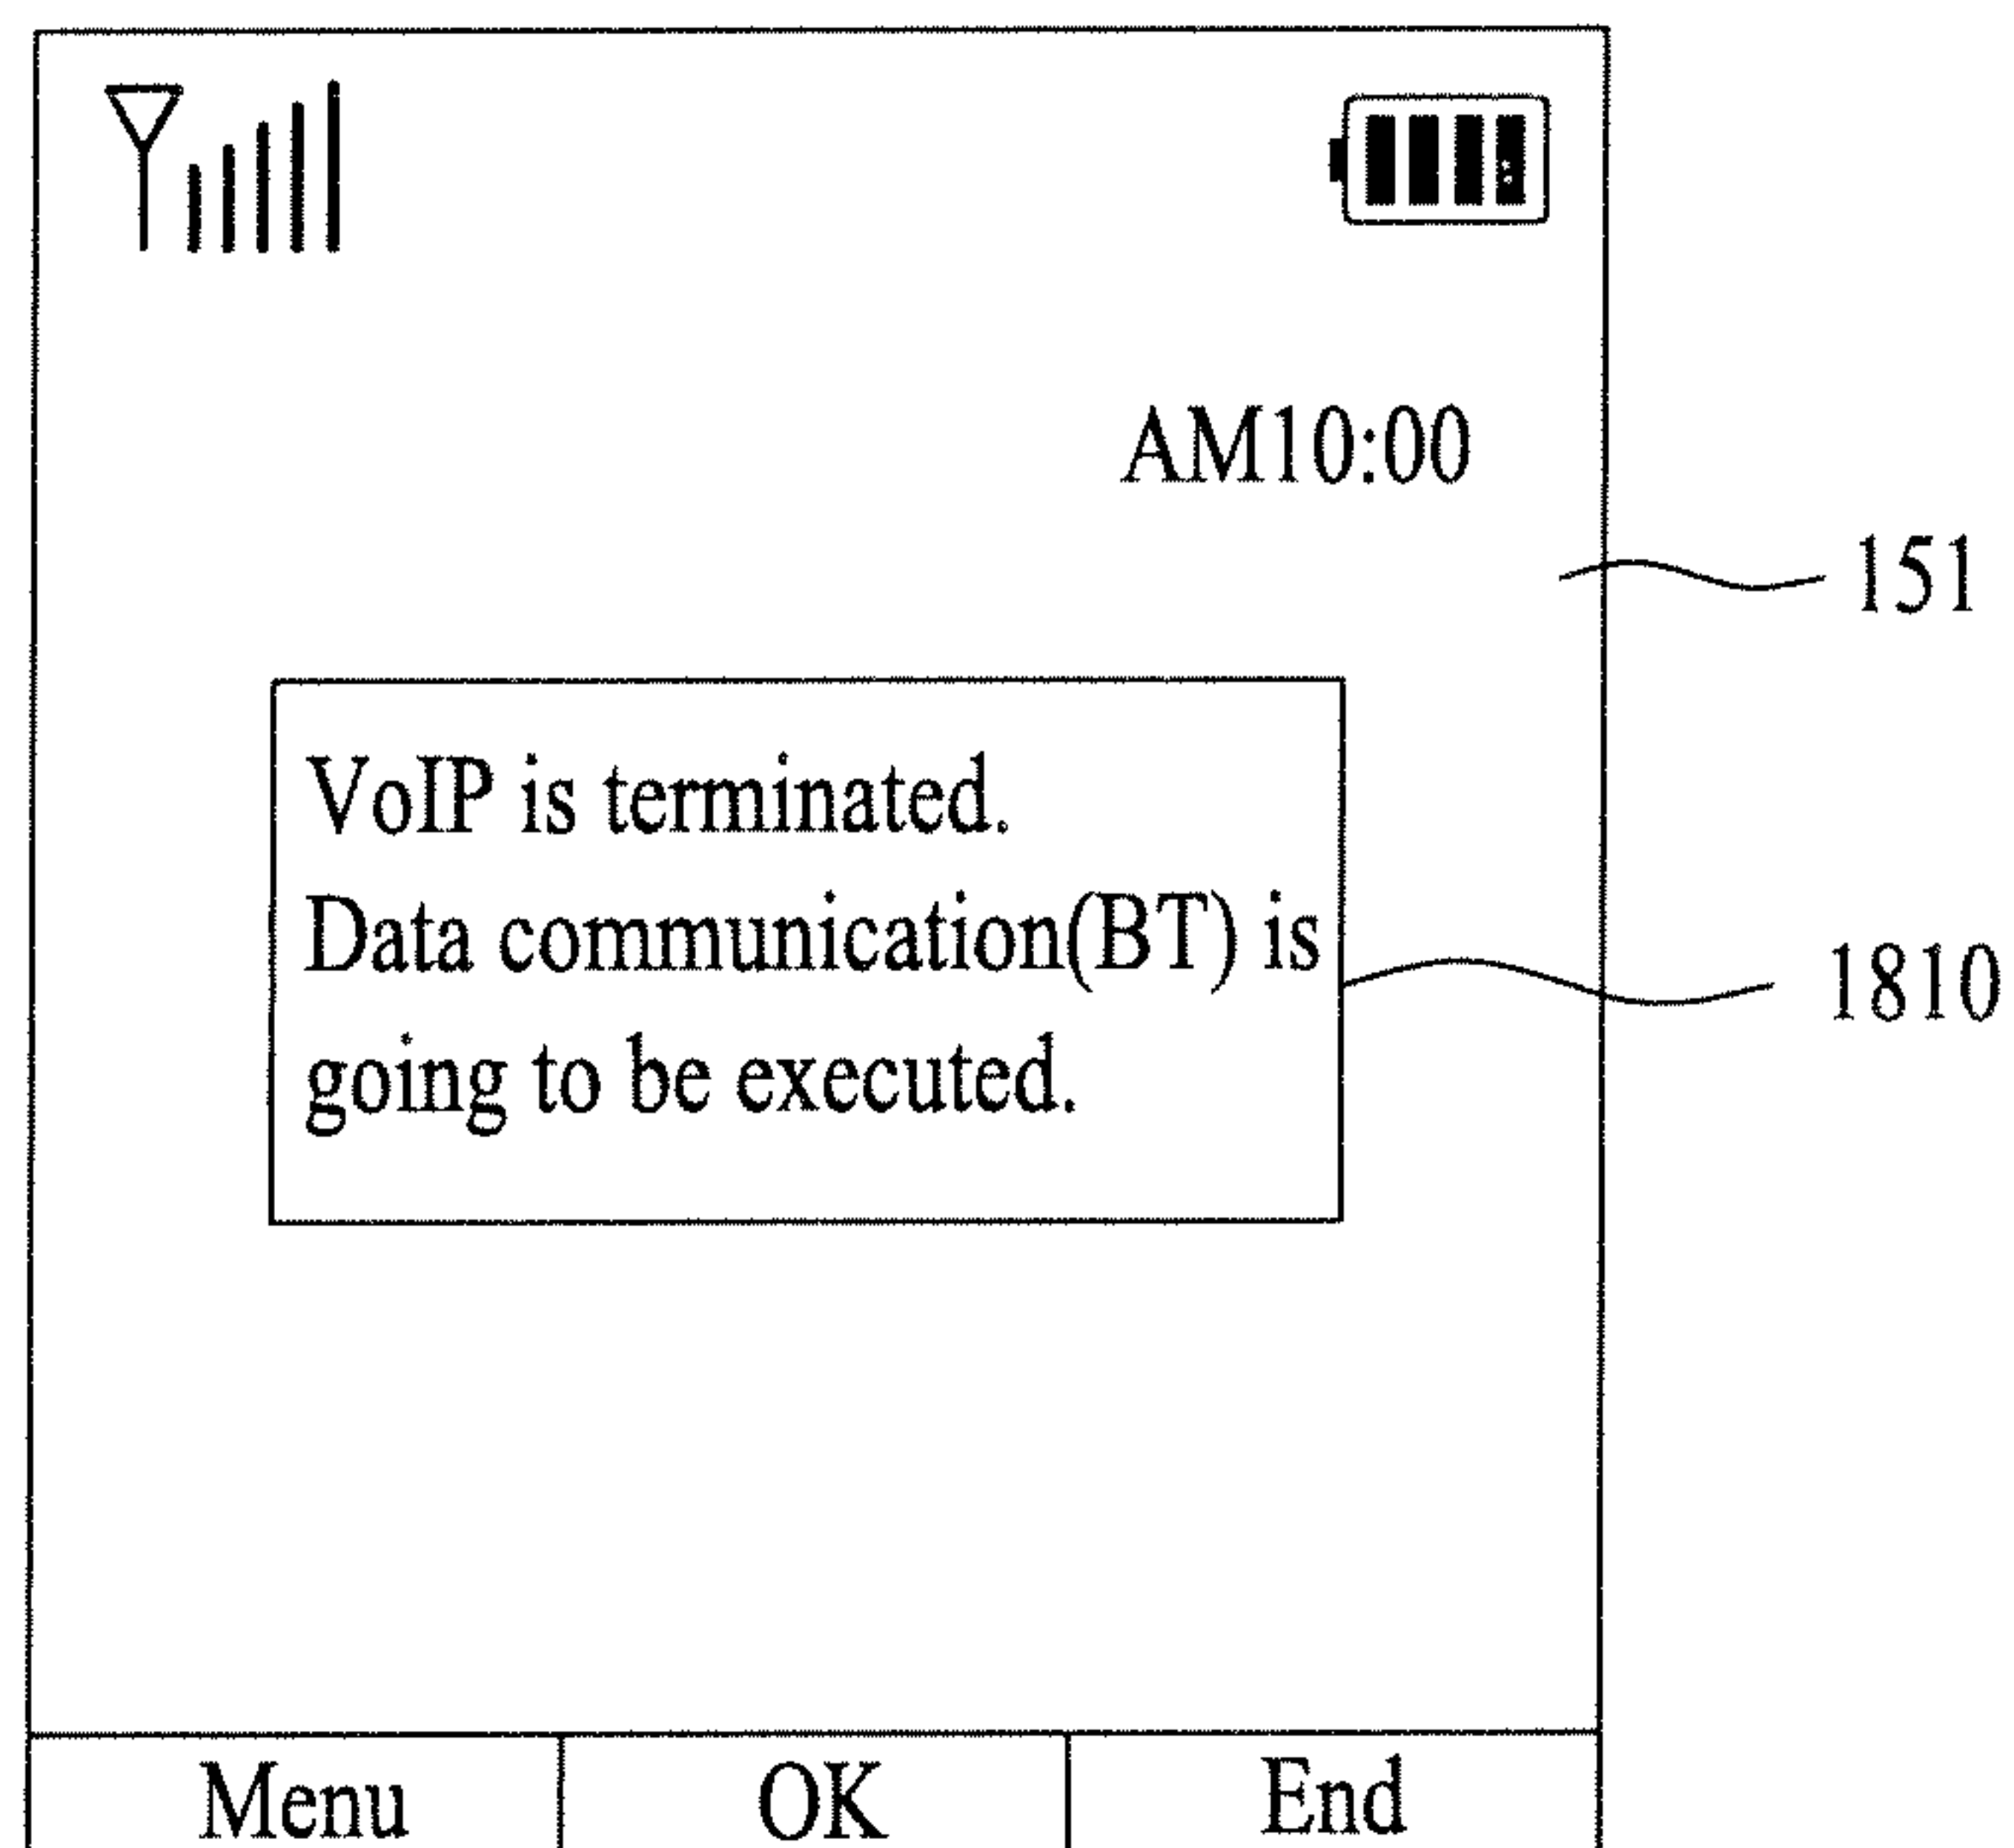 AM10:00
151
VoIP is terminated.
Data communication(BT) is
going to be executed.
1810
Menu OK End